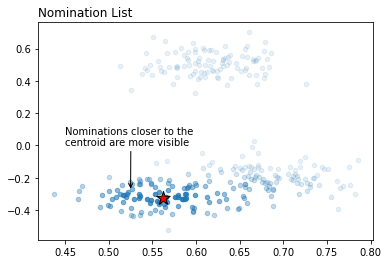 Nomination List
0.6
0.4
0.2
0.0
−0.2
−0.4
Nominations closer to the
centroid are more visible
0.45 0.50 0.55 0.60 0.65 0.70 0.75 0.80